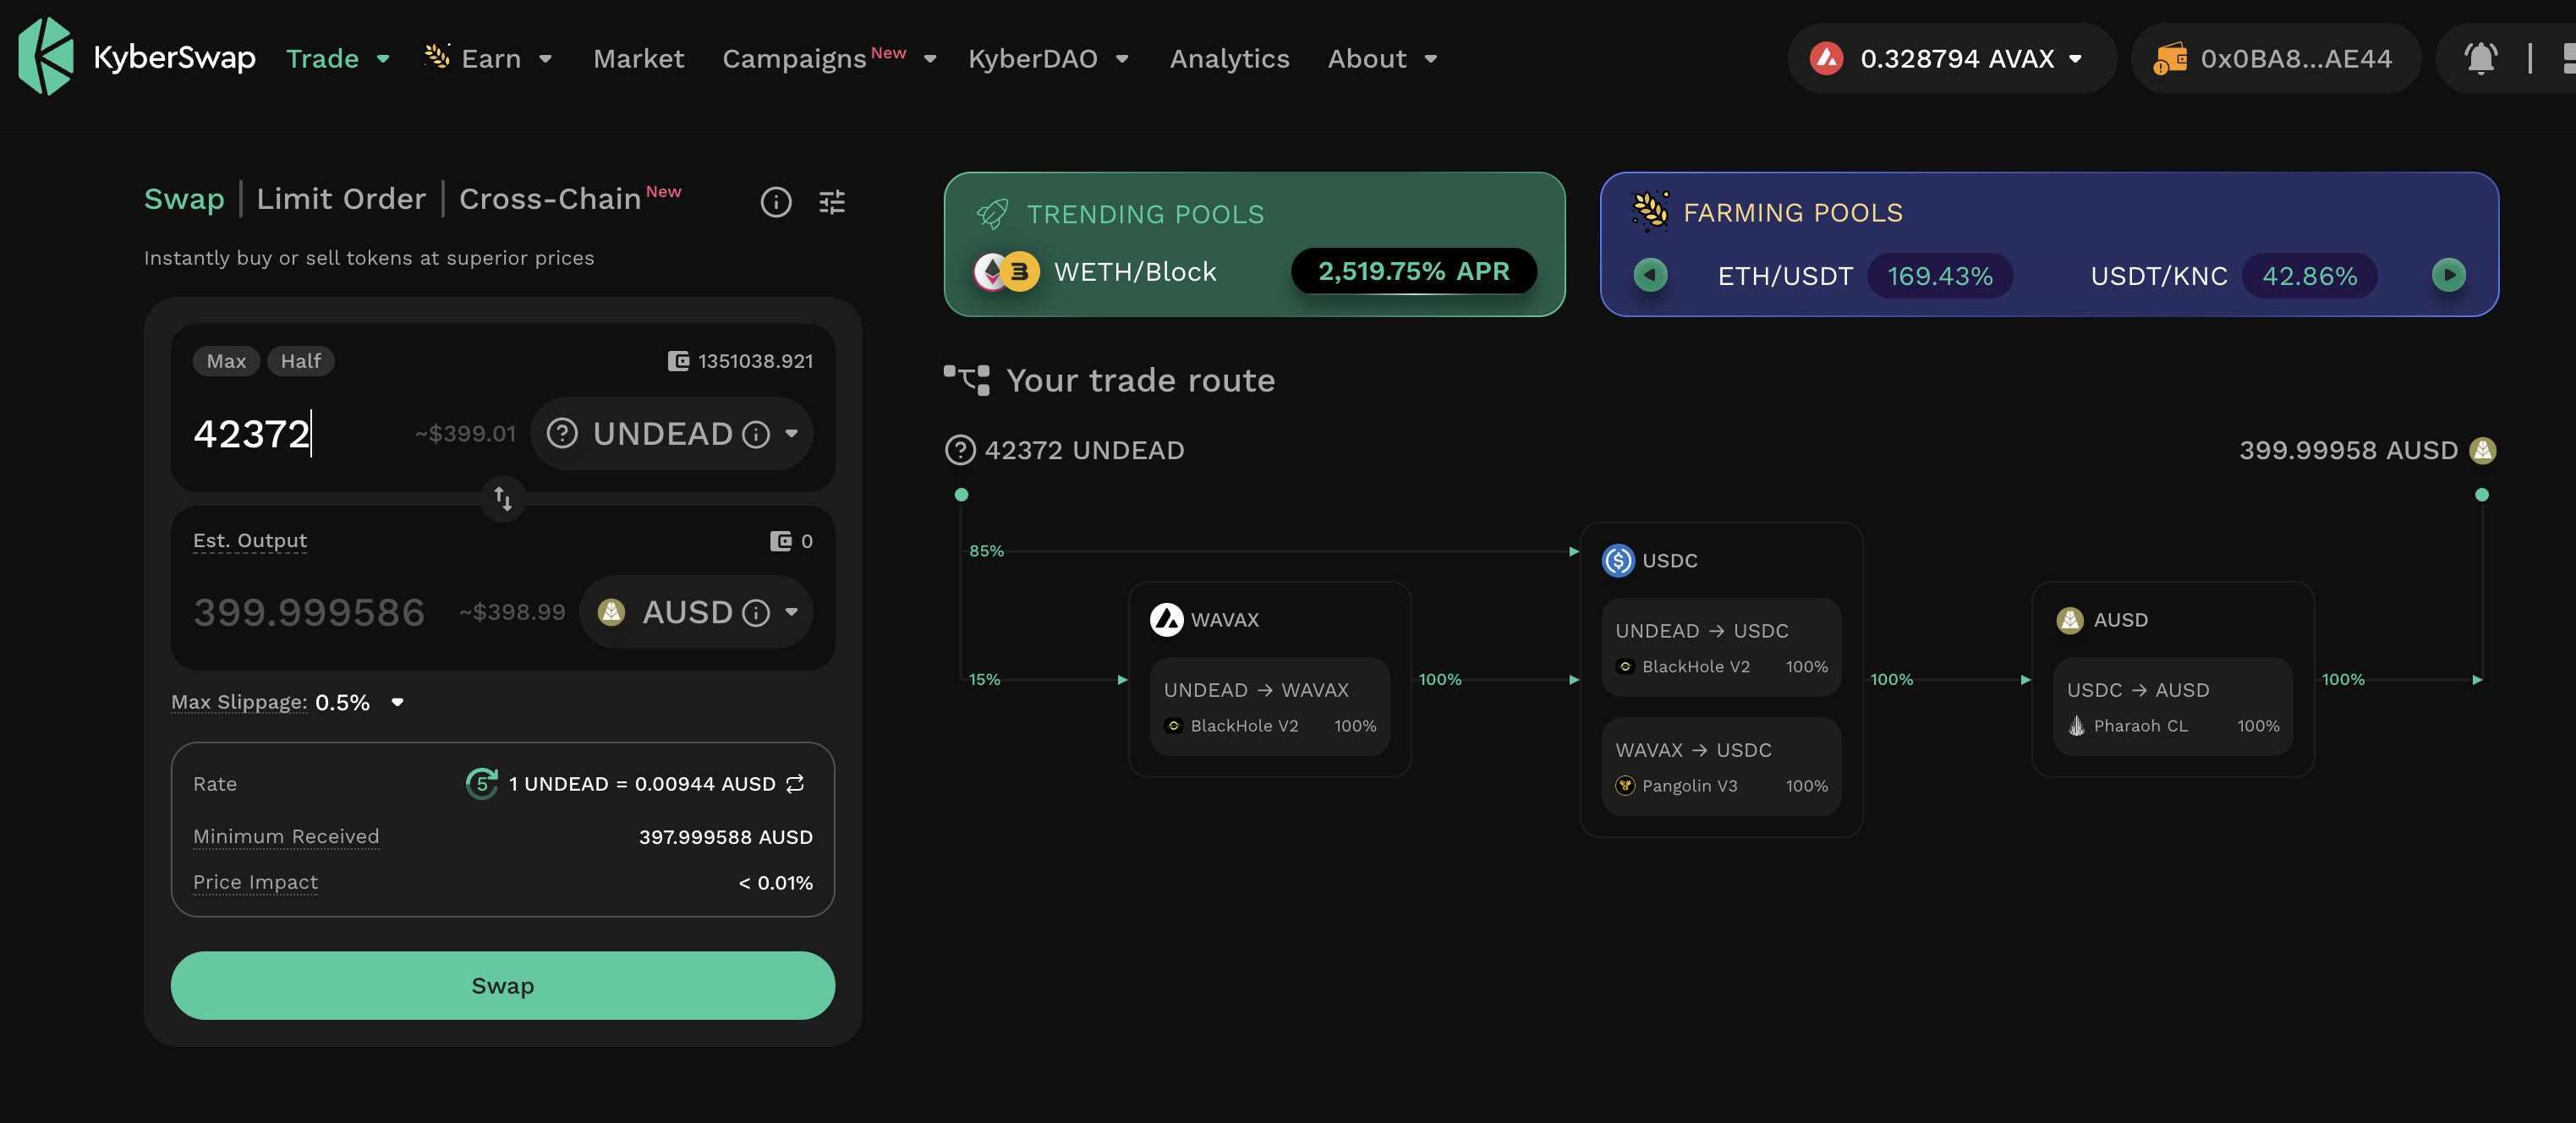 KyberSwap Trade Earn Market Campaigns New KyberDAO Analytics About 0.328794 AVAX 0x0BA8...AE44
Swap | Limit Order | Cross-Chain New
Instantly buy or sell tokens at superior prices
Max Half 1351038.921
42372 ~$399.01 UNDEAD
Est. Output 0
399.999586 ~$398.99 AUSD
Max Slippage: 0.5%
Rate 5 1 UNDEAD = 0.00944 AUSD
Minimum Received 397.999588 AUSD
Price Impact < 0.01%
Swap
TRENDING POOLS
WETH/Block 2,519.75% APR
FARMING POOLS
ETH/USDT 169.43% USDT/KNC 42.86%
Your trade route
42372 UNDEAD 399.99958 AUSD
85%
15%
WAVAX
UNDEAD → WAVAX
BlackHole V2 100%
100%
USDC
UNDEAD → USDC
BlackHole V2 100%
WAVAX → USDC
Pangolin V3 100%
100%
AUSD
USDC → AUSD
Pharaoh CL 100%
100%